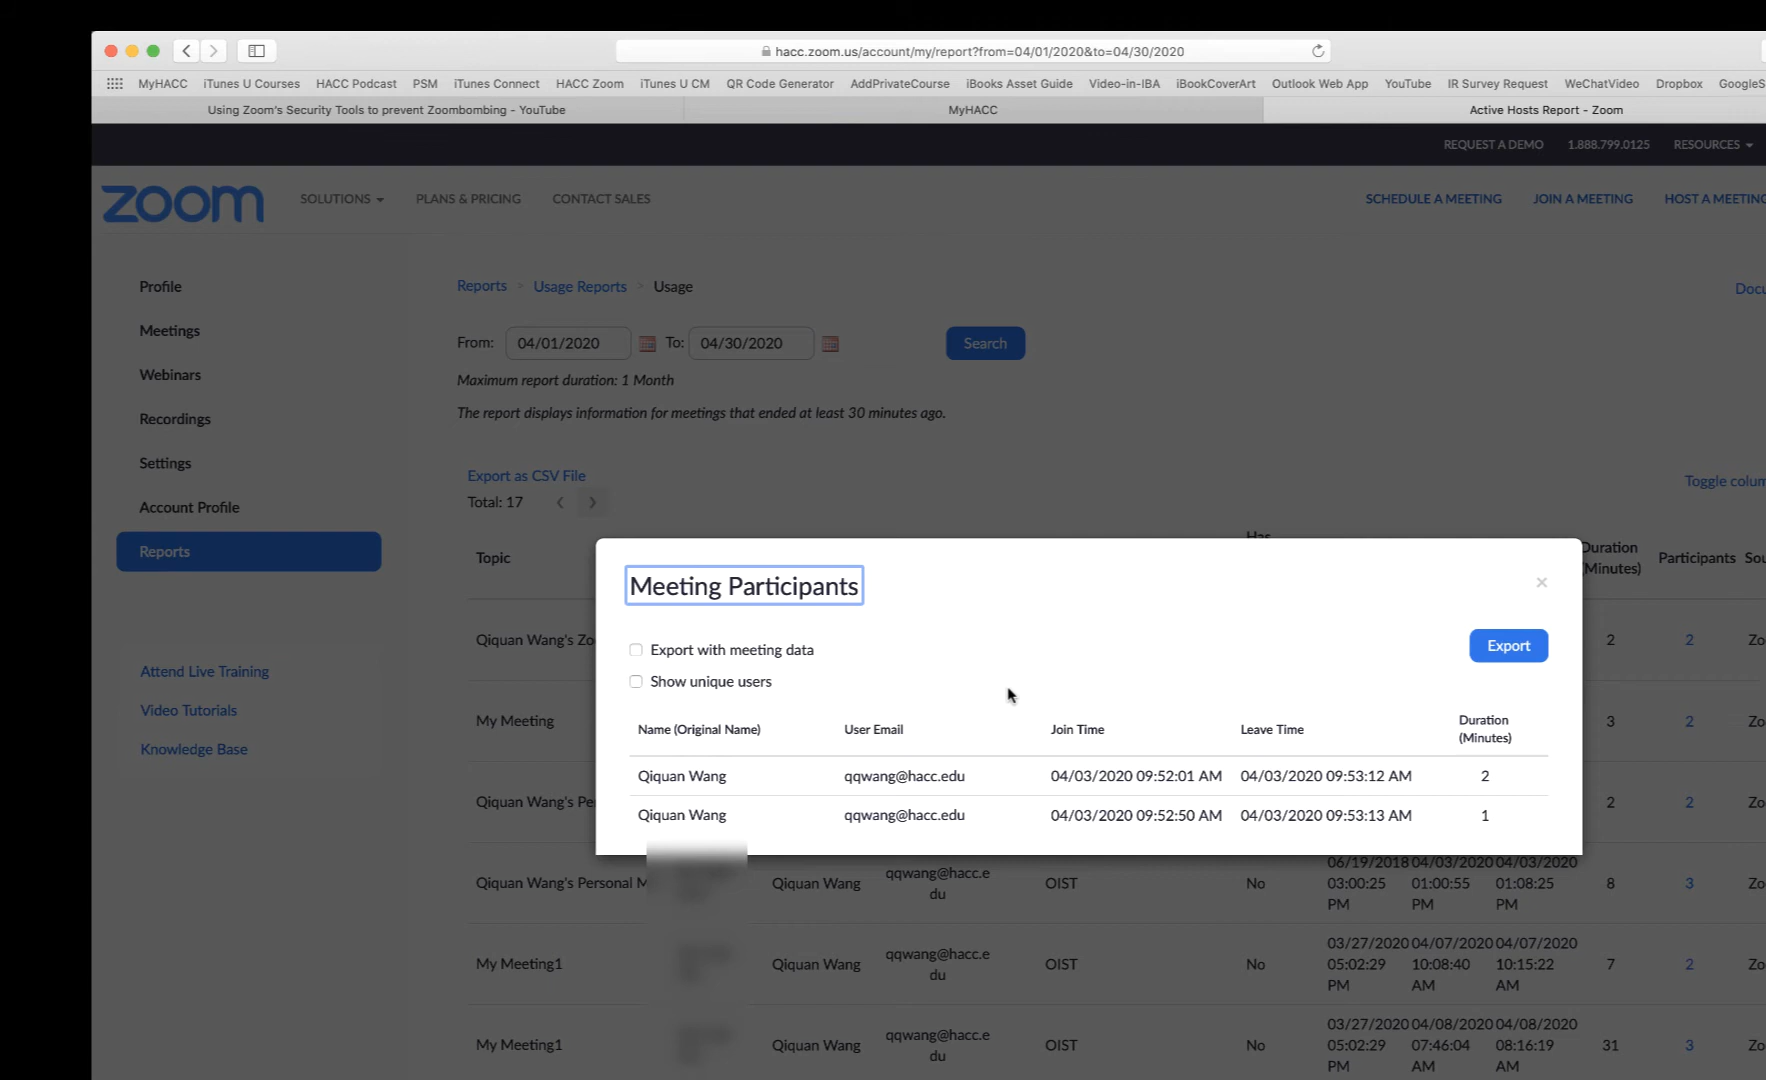 hacc.zoom.us/account/my/report?from=04/01/2020&to=04/30/2020
MyHACC iTunes U Courses HACC Podcast PSM iTunes Connect HACC Zoom iTunes U CM QR Code Generator AddPrivateCourse iBooks Asset Guide Video-in-IBA iBookCoverArt Outlook Web App YouTube IR Survey Request WeChatVideo Dropbox GoogleS
Using Zoom's Security Tools to prevent Zoombombing - YouTube MyHACC Active Hosts Report - Zoom
REQUEST A DEMO 1.888.799.0125 RESOURCES
zoom SOLUTIONS PLANS & PRICING CONTACT SALES SCHEDULE A MEETING JOIN A MEETING HOST A MEETING
Profile
Meetings
Webinars
Recordings
Settings
Account Profile
Reports
Attend Live Training
Video Tutorials
Knowledge Base
Reports > Usage Reports > Usage Docu
From: 04/01/2020 To: 04/30/2020 Search
Maximum report duration: 1 Month
The report displays information for meetings that ended at least 30 minutes ago.
Export as CSV File Toggle colum
Total: 17
Topic Duration (Minutes) Participants Sou
Qiquan Wang's Zo 2 2 Zo
My Meeting 3 2 Zo
Qiquan Wang's Pe 2 2 Zo
Meeting Participants ×
Export with meeting data Export
Show unique users
Name (Original Name) User Email Join Time Leave Time Duration (Minutes)
Qiquan Wang qqwang@hacc.edu 04/03/2020 09:52:01 AM 04/03/2020 09:53:12 AM 2
Qiquan Wang qqwang@hacc.edu 04/03/2020 09:52:50 AM 04/03/2020 09:53:13 AM 1
06/19/2018 04/03/2020 04/03/2020
Qiquan Wang's Personal M Qiquan Wang qqwang@hacc.e OIST No 03:00:25 01:00:55 01:08:25 8 3 Zo
du PM PM PM
03/27/2020 04/07/2020 04/07/2020
My Meeting1 Qiquan Wang qqwang@hacc.e OIST No 05:02:29 10:08:40 10:15:22 7 2 Zo
du PM AM AM
03/27/2020 04/08/2020 04/08/2020
My Meeting1 Qiquan Wang qqwang@hacc.e OIST No 05:02:29 07:46:04 08:16:19 31 3 Zo
du PM AM AM